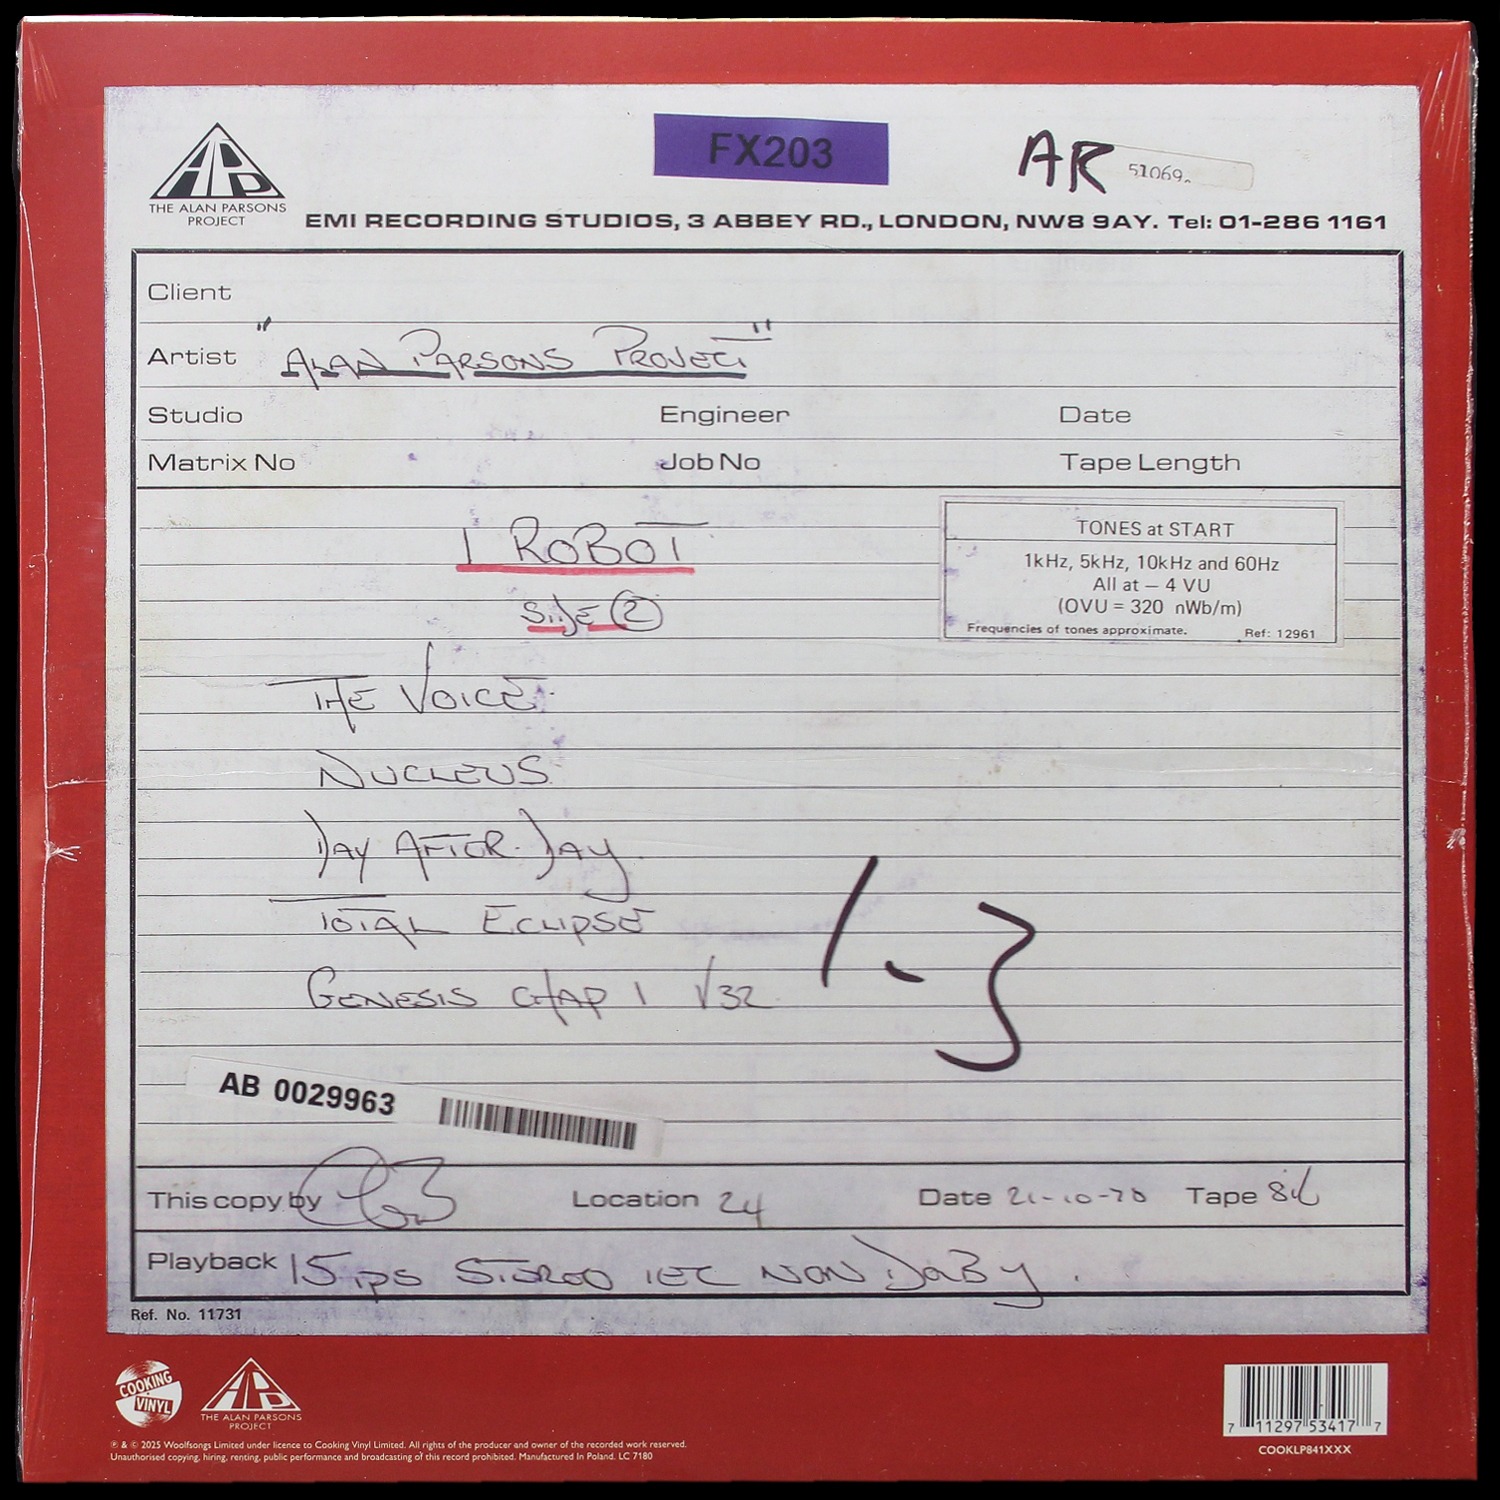 FX203
AR 51069.
THE ALAN PARSONS
PROJECT
EMI RECORDING STUDIOS, 3 ABBEY RD., LONDON, NW8 9AY. Tel: 01-286 1161
Client
Artist "ALAN PARSONS PROJECT"
Studio Engineer Date
Matrix No Job No Tape Length
I ROBOT
SIDE 2
TONES at START
1kHz, 5kHz, 10kHz and 60Hz
All at – 4 VU
(OVU = 320 nWb/m)
Frequencies of tones approximate. Ref: 12961
THE VOICE
NUCLEUS
DAY AFTER DAY.
TOTAL ECLIPSE
GENESIS CHAP 1 V32
1-3
AB 0029963
This copy by Location 24 Date 21-10-78 Tape
Playback 15 ips STEREO IEC NON DOLBY.
Ref. No. 11731
COOKING
VINYL
THE ALAN PARSONS
PROJECT
℗ & © 2025 Woolfsongs Limited under licence to Cooking Vinyl Limited. All rights of the producer and owner of the recorded work reserved.
Unauthorised copying, hiring, renting, public performance and broadcasting of this record prohibited. Manufactured In Poland. LC 7180
7 11297 53417 7
COOKLP841XXX